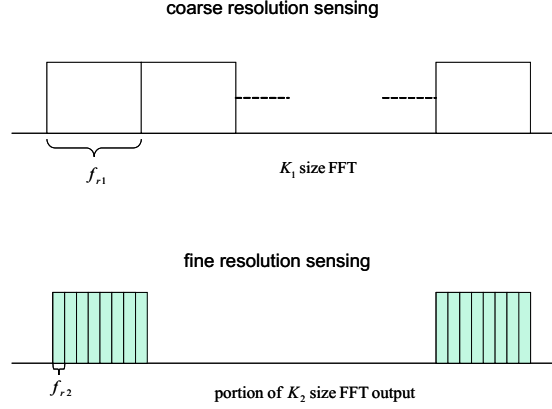 coarse resolution sensing
f_{r1}
K_1 size FFT
fine resolution sensing
f_{r2}
portion of K_2 size FFT output